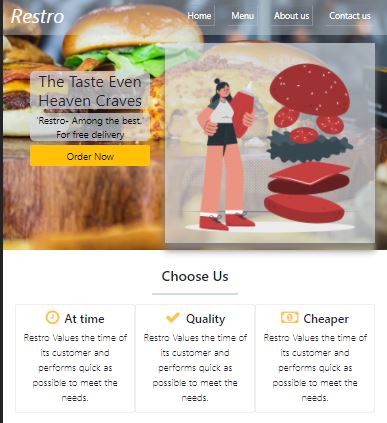 Restro
Home Menu About us Contact us
The Taste Even
Heaven Craves
'Restro- Among the best.'
For free delivery
Order Now
Choose Us
At time
Restro Values the time of
its customer and
performs quick as
possible to meet the
needs.
Quality
Restro Values the time of
its customer and
performs quick as
possible to meet the
needs.
Cheaper
Restro Values the time of
its customer and
performs quick as
possible to meet the
needs.